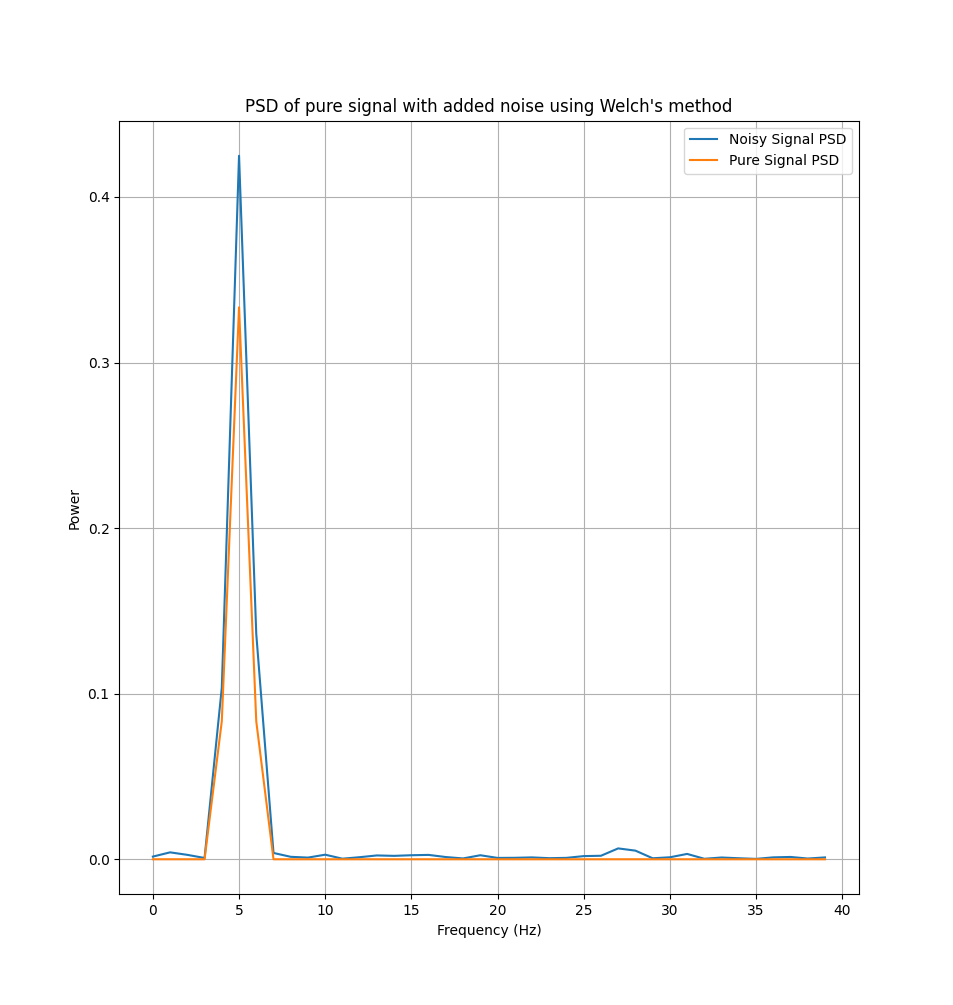 PSD of pure signal with added noise using Welch's method
Noisy Signal PSD
Pure Signal PSD
Power
0.4
0.3
0.2
0.1
0.0
0 5 10 15 20 25 30 35 40
Frequency (Hz)